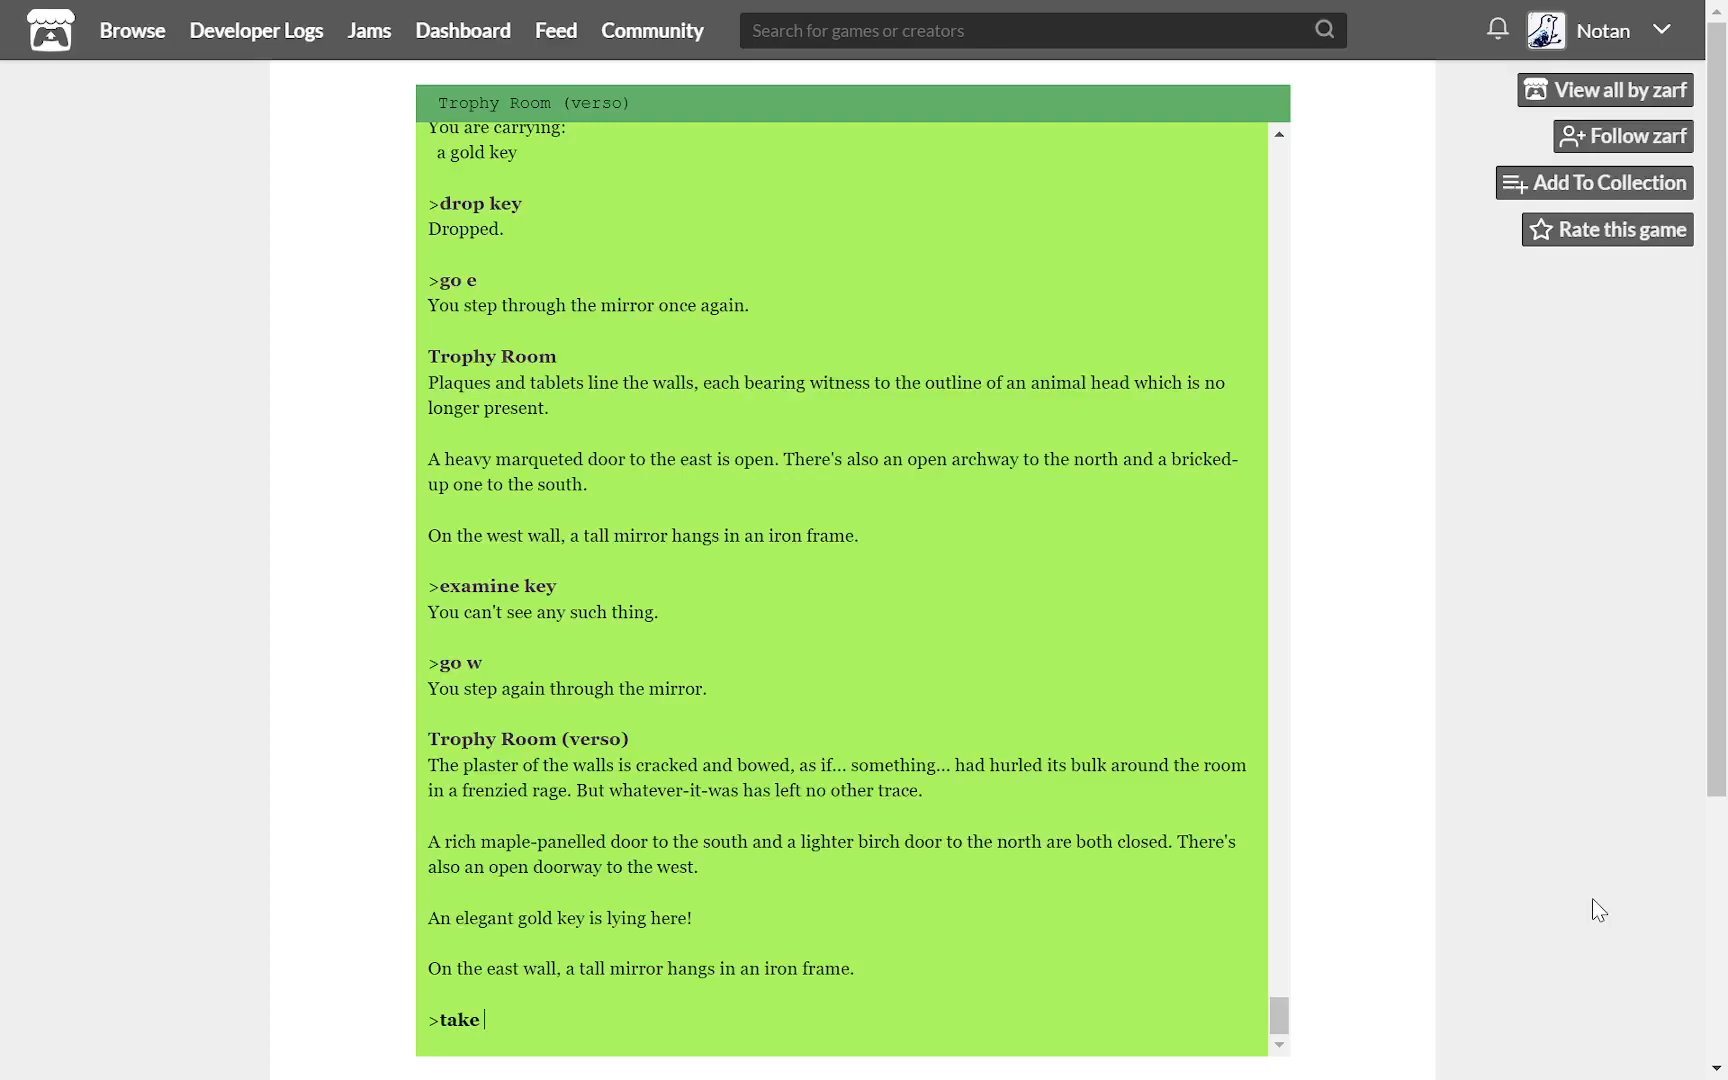 Browse Developer Logs Jams Dashboard Feed Community Search for games or creators Notan
View all by zarf
Follow zarf
Add To Collection
Rate this game
Trophy Room (verso)
You are carrying:
a gold key
>drop key
Dropped.
>go e
You step through the mirror once again.
Trophy Room
Plaques and tablets line the walls, each bearing witness to the outline of an animal head which is no
longer present.
A heavy marqueted door to the east is open. There's also an open archway to the north and a bricked-
up one to the south.
On the west wall, a tall mirror hangs in an iron frame.
>examine key
You can't see any such thing.
>go w
You step again through the mirror.
Trophy Room (verso)
The plaster of the walls is cracked and bowed, as if... something... had hurled its bulk around the room
in a frenzied rage. But whatever-it-was has left no other trace.
A rich maple-panelled door to the south and a lighter birch door to the north are both closed. There's
also an open doorway to the west.
An elegant gold key is lying here!
On the east wall, a tall mirror hangs in an iron frame.
>take